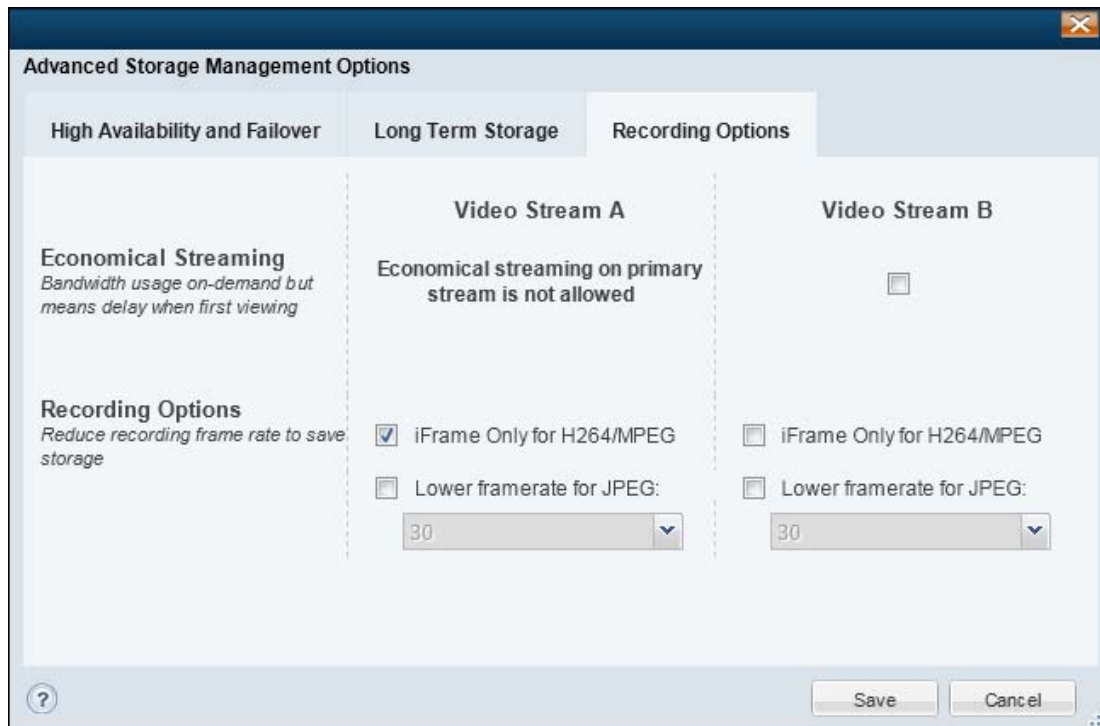 Advanced Storage Management Options
High Availability and Failover
Long Term Storage
Recording Options
Video Stream A
Video Stream B
Economical Streaming
Bandwidth usage on-demand but
means delay when first viewing
Economical streaming on primary
stream is not allowed
Recording Options
Reduce recording frame rate to save
storage
iFrame Only for H264/MPEG
iFrame Only for H264/MPEG
Lower framerate for JPEG:
Lower framerate for JPEG:
30
30
?
Save
Cancel